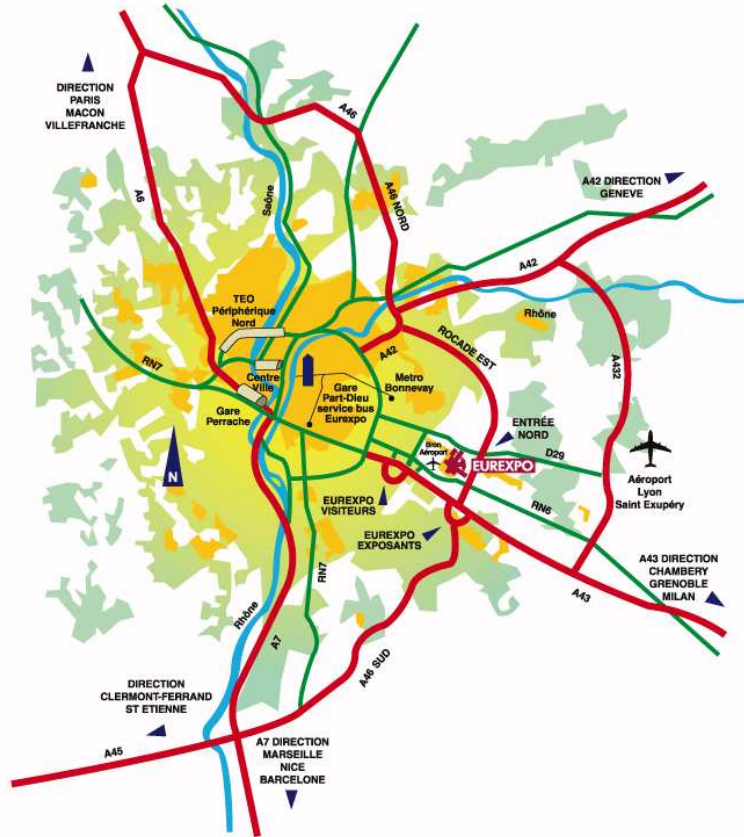 DIRECTION
PARIS
MACON
VILLEFRANCHE
A6
Saône
A46
A46 NORD
A42 DIRECTION
GENEVE
A42
TEO
Périphérique
Nord
Rhône
RN7
Centre
Ville
A42
ROCADE EST
A432
Gare
Part-Dieu
service bus
Eurexpo
Metro
Bonnevay
Gare
Perrache
ENTRÉE
NORD
Bron
Aéroport
EUREXPO
D29
N
Aéroport
Lyon
Saint Exupéry
EUREXPO
VISITEURS
RN6
EUREXPO
EXPOSANTS
A43 DIRECTION
CHAMBERY
GRENOBLE
MILAN
RN7
A43
Rhône
A7
A46 SUD
DIRECTION
CLERMONT-FERRAND
ST ETIENNE
A45
A7 DIRECTION
MARSEILLE
NICE
BARCELONE